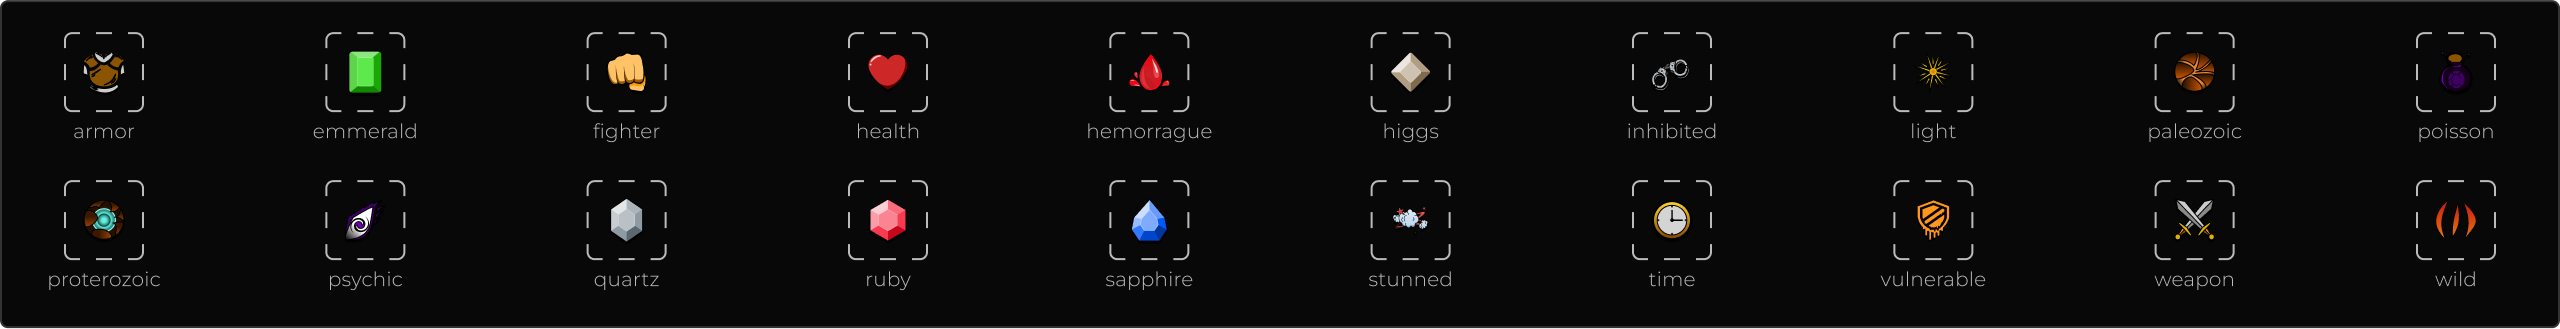 armor emmerald fighter health hemorrague higgs inhibited light paleozoic poisson
proterozoic psychic quartz ruby sapphire stunned time vulnerable weapon wild